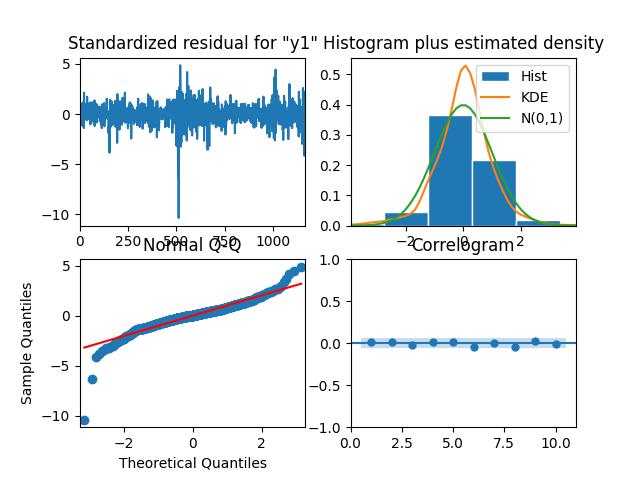 Standardized residual for "y1"
5
0
−5
−10
0 250 500 750 1000
Histogram plus estimated density
Hist
KDE
N(0,1)
0.5
0.4
0.3
0.2
0.1
0.0
−2 0 2
Normal Q-Q
Sample Quantiles
5
0
−5
−10
−2 0 2
Theoretical Quantiles
Correlogram
1.0
0.5
0.0
−0.5
−1.0
0.0 2.5 5.0 7.5 10.0